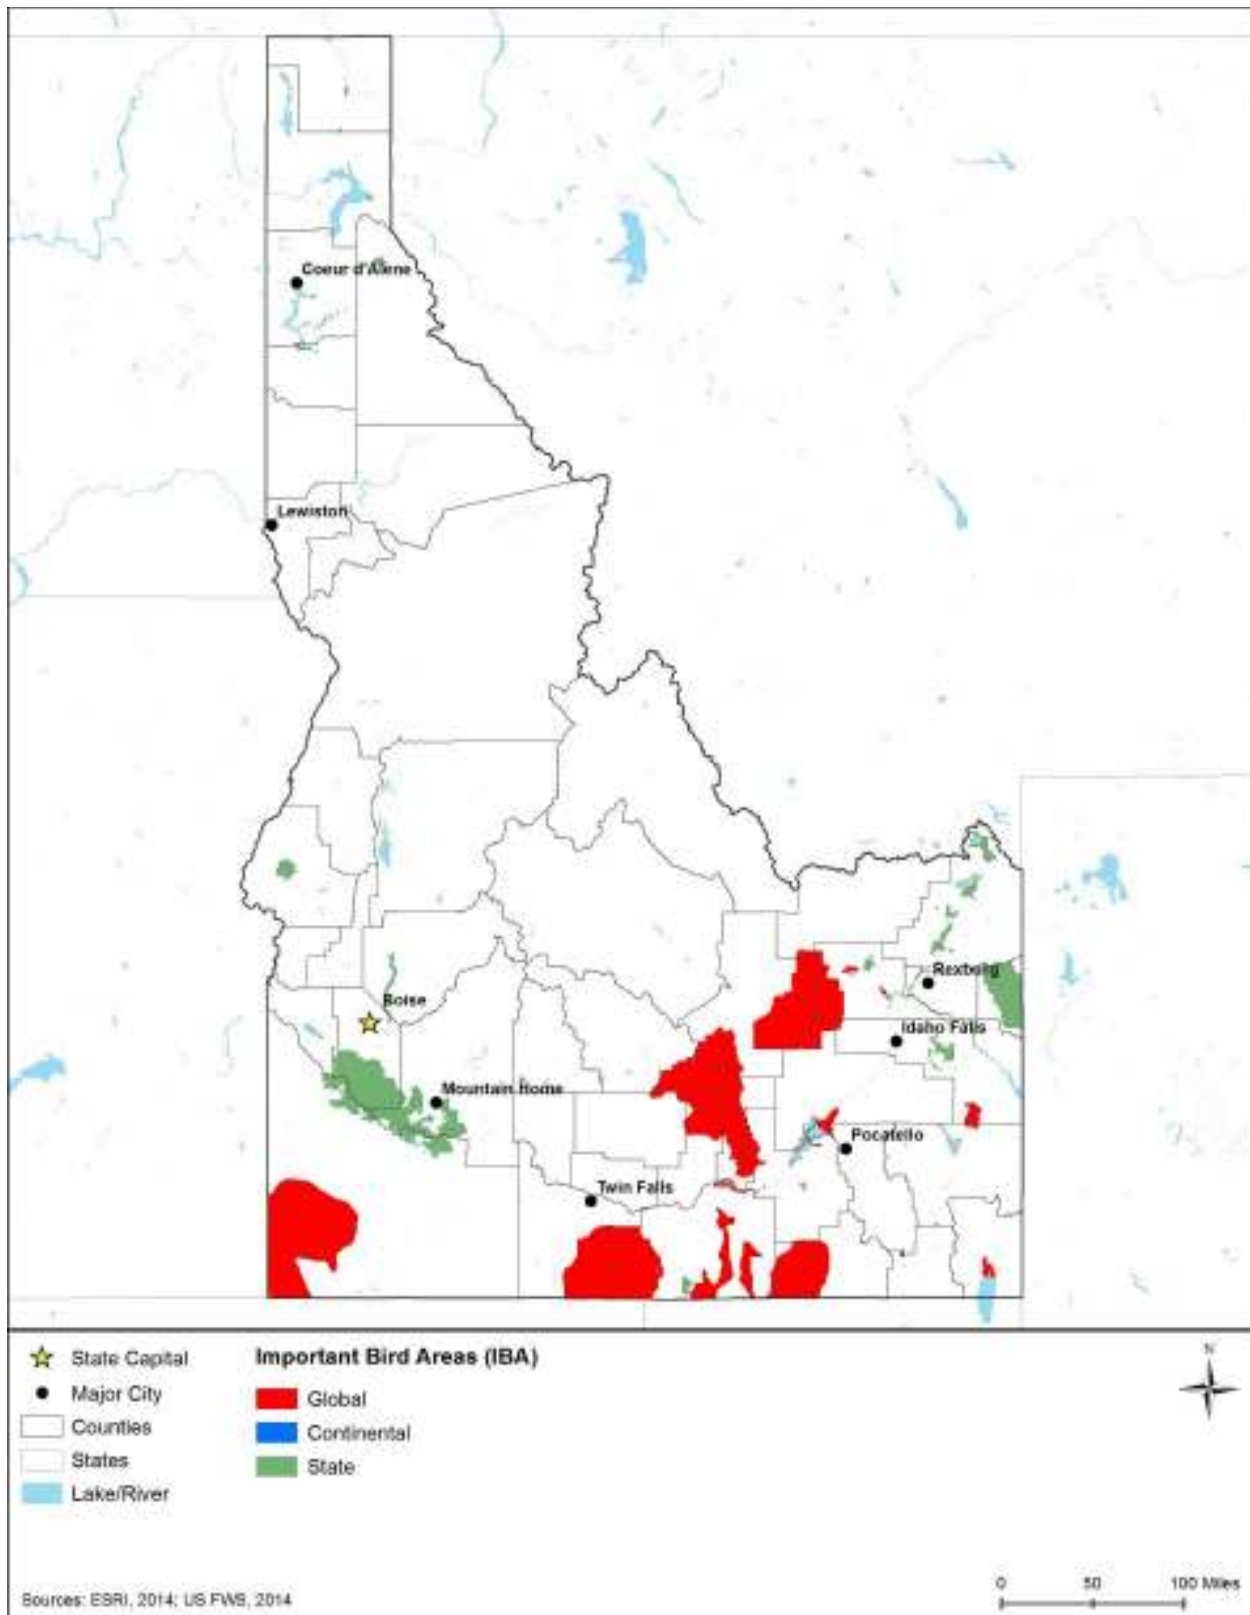 Coeur d'Alene
Lewiston
Rexburg
Boise
Idaho Falls
Mountain Home
Pocatello
Twin Falls
State Capital
Major City
Counties
States
Lake/River
Important Bird Areas (IBA)
Global
Continental
State
N
Sources: ESRI, 2014; US FWS, 2014
0 50 100 Miles